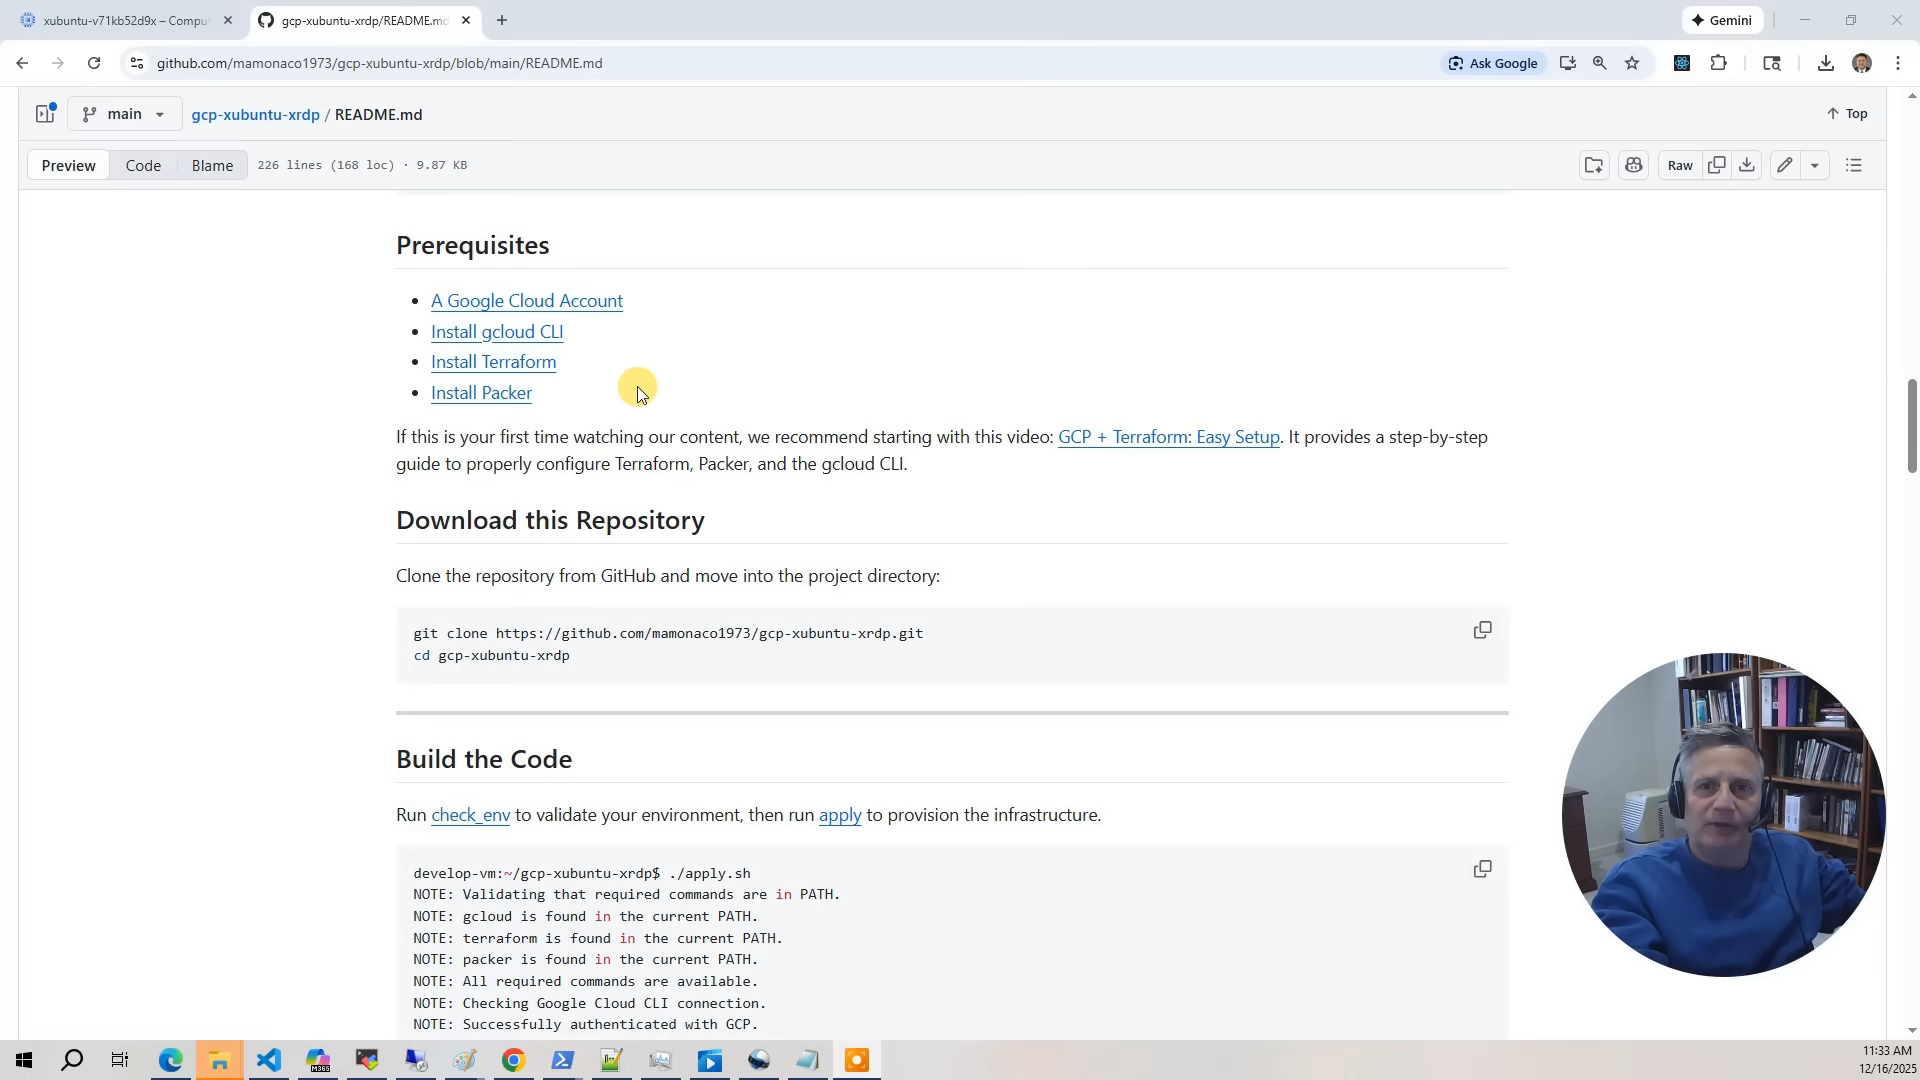 xubuntu-v71kb52d9x – Comput
gcp-xubuntu-xrdp/README.md
Gemini
github.com/mamonaco1973/gcp-xubuntu-xrdp/blob/main/README.md
Ask Google
main
gcp-xubuntu-xrdp / README.md
Top
Preview
Code
Blame
226 lines (168 loc) · 9.87 KB
Raw
Prerequisites
• A Google Cloud Account
• Install gcloud CLI
• Install Terraform
• Install Packer
If this is your first time watching our content, we recommend starting with this video: GCP + Terraform: Easy Setup. It provides a step-by-step
guide to properly configure Terraform, Packer, and the gcloud CLI.
Download this Repository
Clone the repository from GitHub and move into the project directory:
git clone https://github.com/mamonaco1973/gcp-xubuntu-xrdp.git
cd gcp-xubuntu-xrdp
Build the Code
Run check_env to validate your environment, then run apply to provision the infrastructure.
develop-vm:~/gcp-xubuntu-xrdp$ ./apply.sh
NOTE: Validating that required commands are in PATH.
NOTE: gcloud is found in the current PATH.
NOTE: terraform is found in the current PATH.
NOTE: packer is found in the current PATH.
NOTE: All required commands are available.
NOTE: Checking Google Cloud CLI connection.
NOTE: Successfully authenticated with GCP.
M365
11:33 AM
12/16/2025